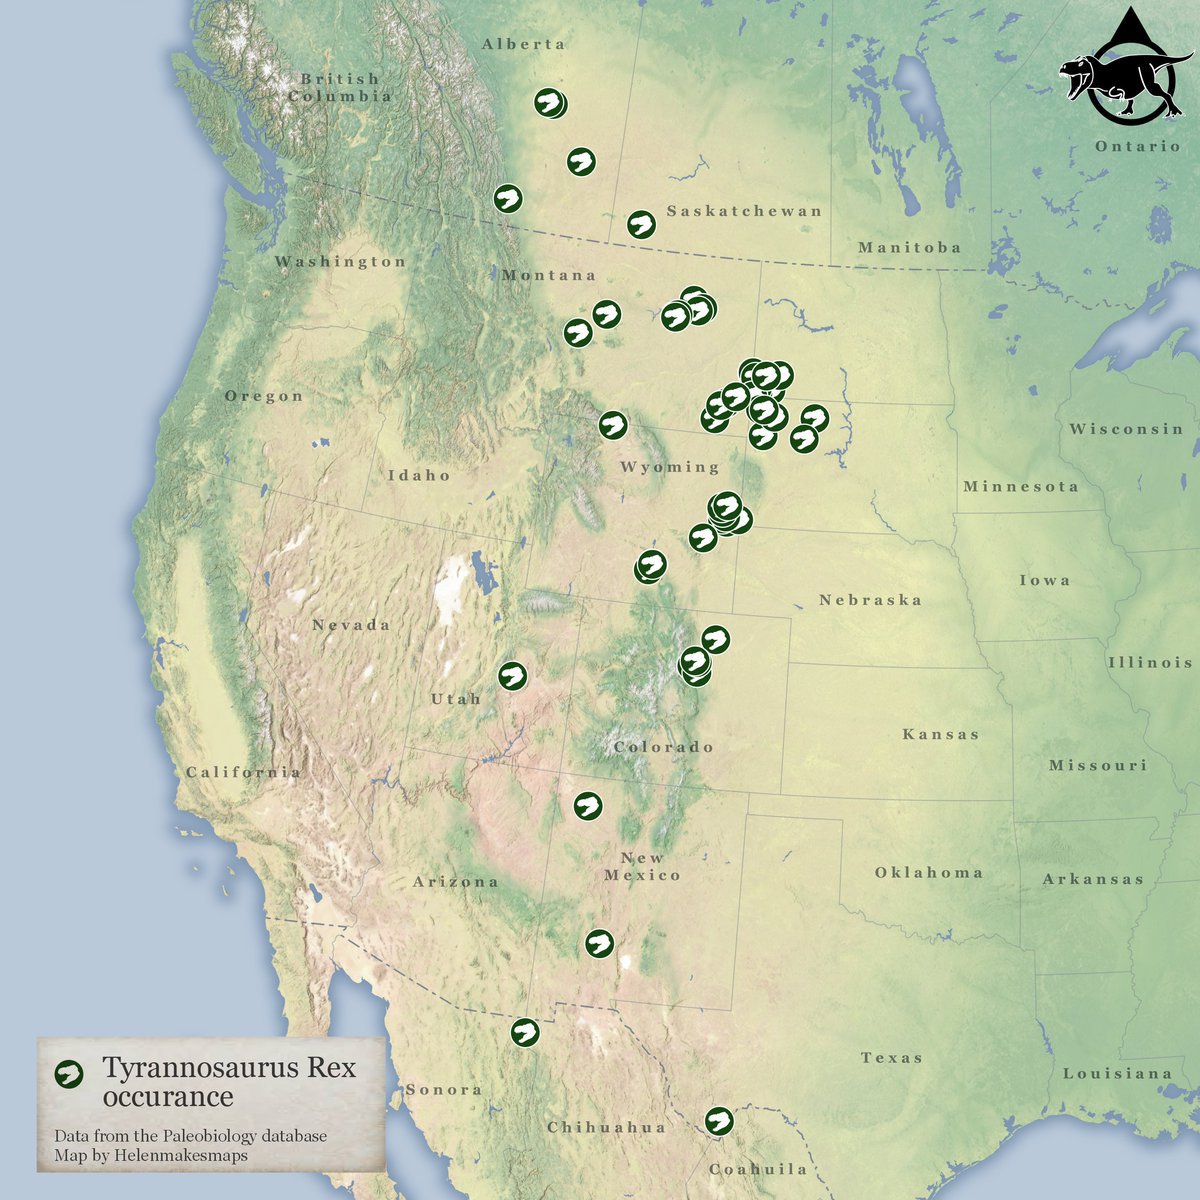 Alberta
British
Columbia
Ontario
Saskatchewan
Manitoba
Washington
Montana
Oregon
Wisconsin
Idaho
Wyoming
Minnesota
Iowa
Nebraska
Nevada
Illinois
Utah
Kansas
Colorado
Missouri
California
New
Mexico
Oklahoma
Arkansas
Arizona
Texas
Louisiana
Sonora
Chihuahua
Coahuila
Tyrannosaurus Rex
occurance
Data from the Paleobiology database
Map by Helenmakesmaps